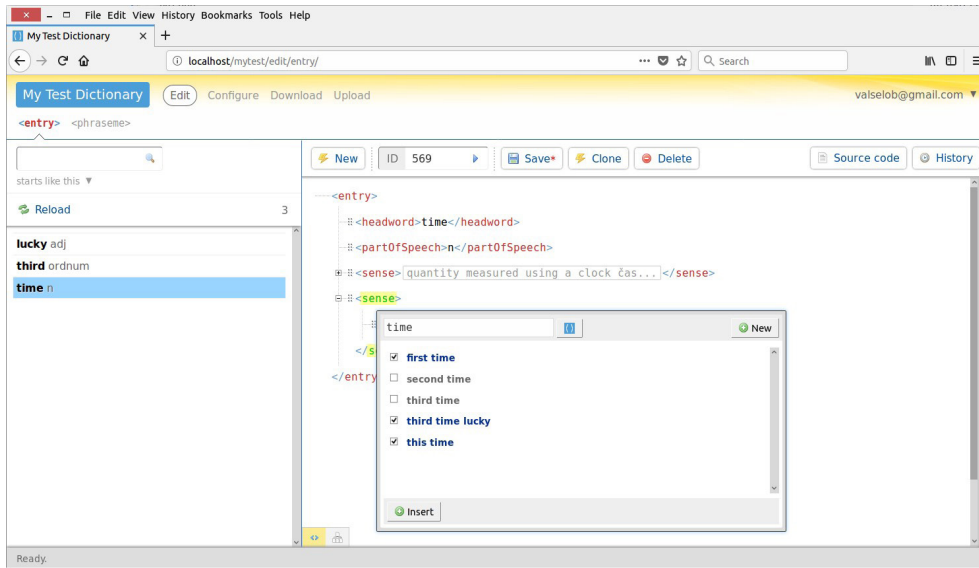 File Edit View History Bookmarks Tools Help
My Test Dictionary
localhost/mytest/edit/entry/
Search
My Test Dictionary Edit Configure Download Upload valselob@gmail.com ▼
<entry> <phraseme>
New ID 569 Save* Clone Delete Source code History
starts like this ▼
Reload 3
lucky adj
third ordnum
time n
<entry>
<headword>time</headword>
<partOfSpeech>n</partOfSpeech>
<sense>quantity measured using a clock čas...</sense>
<sense>
</s
</entry
time New
first time
second time
third time
third time lucky
this time
Insert
Ready.